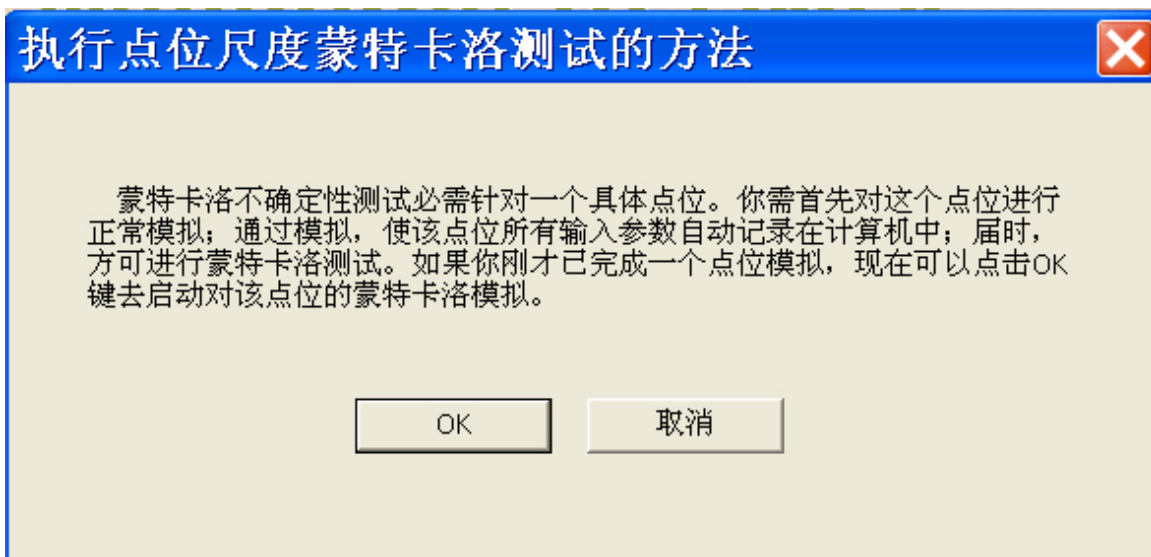 执行点位尺度蒙特卡洛测试的方法
蒙特卡洛不确定性测试必需针对一个具体点位。你需首先对这个点位进行
正常模拟；通过模拟，使该点位所有输入参数自动记录在计算机中；届时，
方可进行蒙特卡洛测试。如果你刚才已完成一个点位模拟，现在可以点击OK
键去启动对该点位的蒙特卡洛模拟。
OK
取消